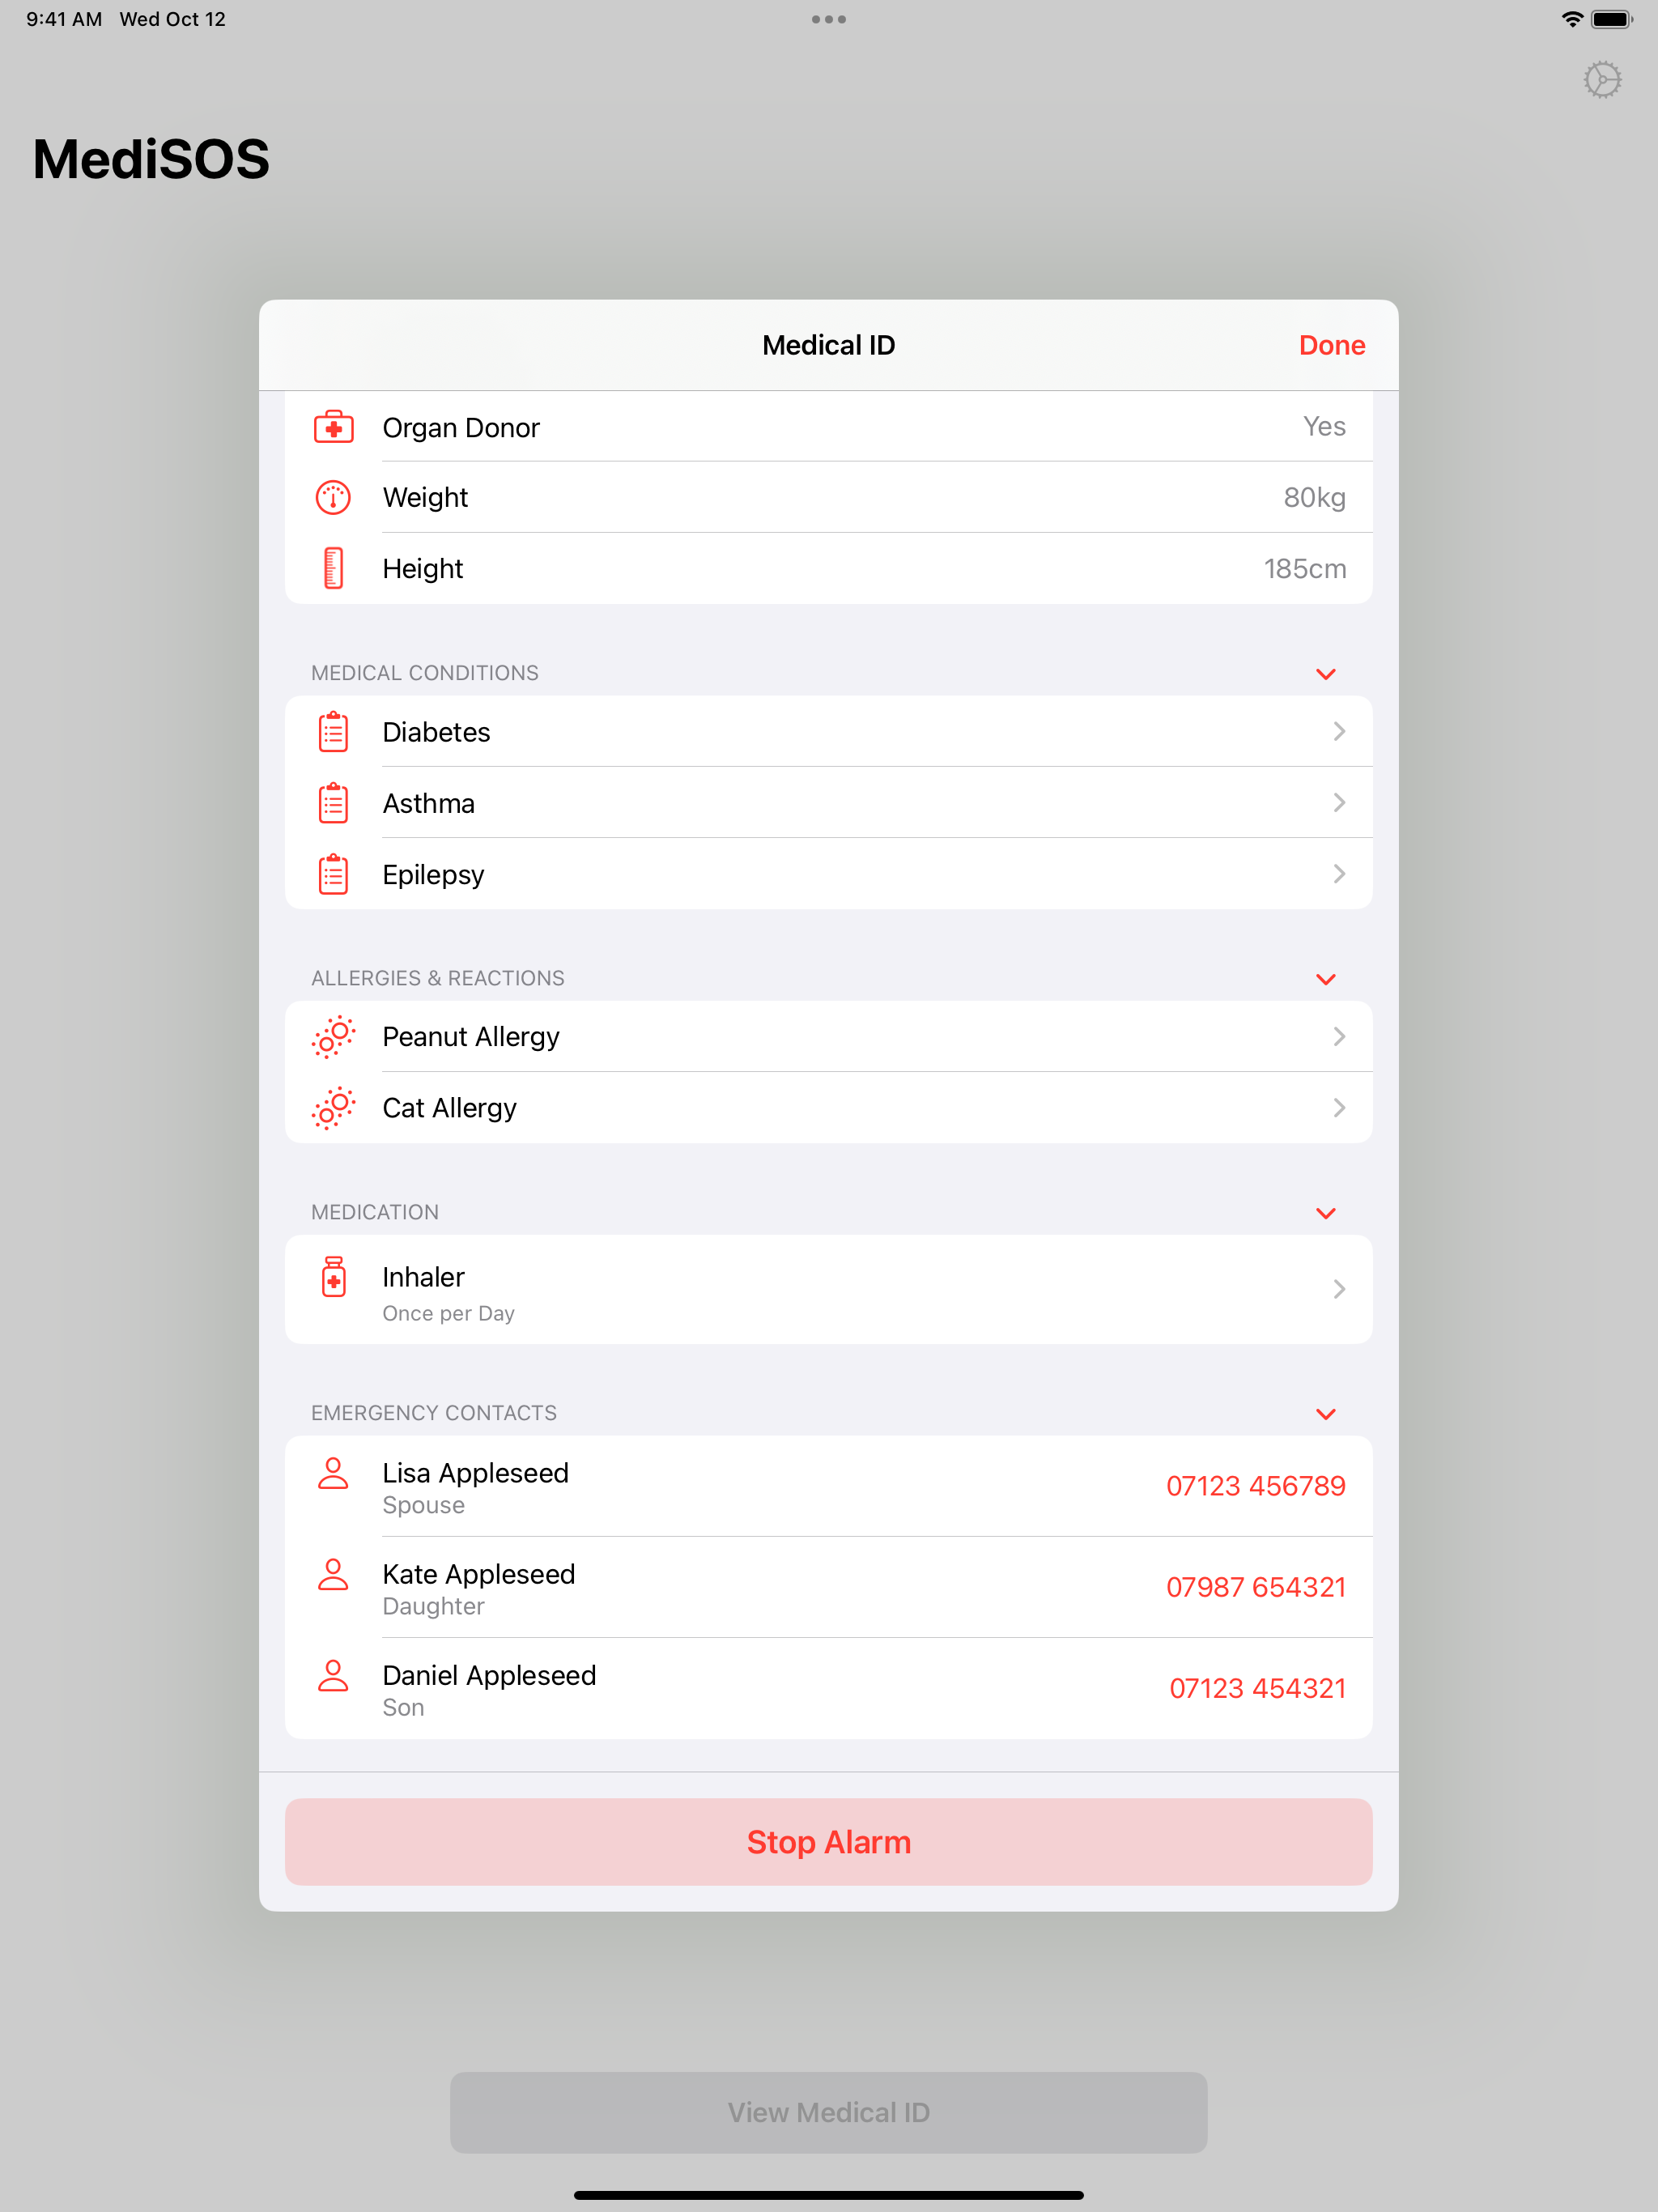 9:41 AM Wed Oct 12
MediSOS
Medical ID Done
Organ Donor Yes
Weight 80kg
Height 185cm
MEDICAL CONDITIONS
Diabetes
Asthma
Epilepsy
ALLERGIES & REACTIONS
Peanut Allergy
Cat Allergy
MEDICATION
Inhaler
Once per Day
EMERGENCY CONTACTS
Lisa Appleseed 07123 456789
Spouse
Kate Appleseed 07987 654321
Daughter
Daniel Appleseed 07123 454321
Son
Stop Alarm
View Medical ID